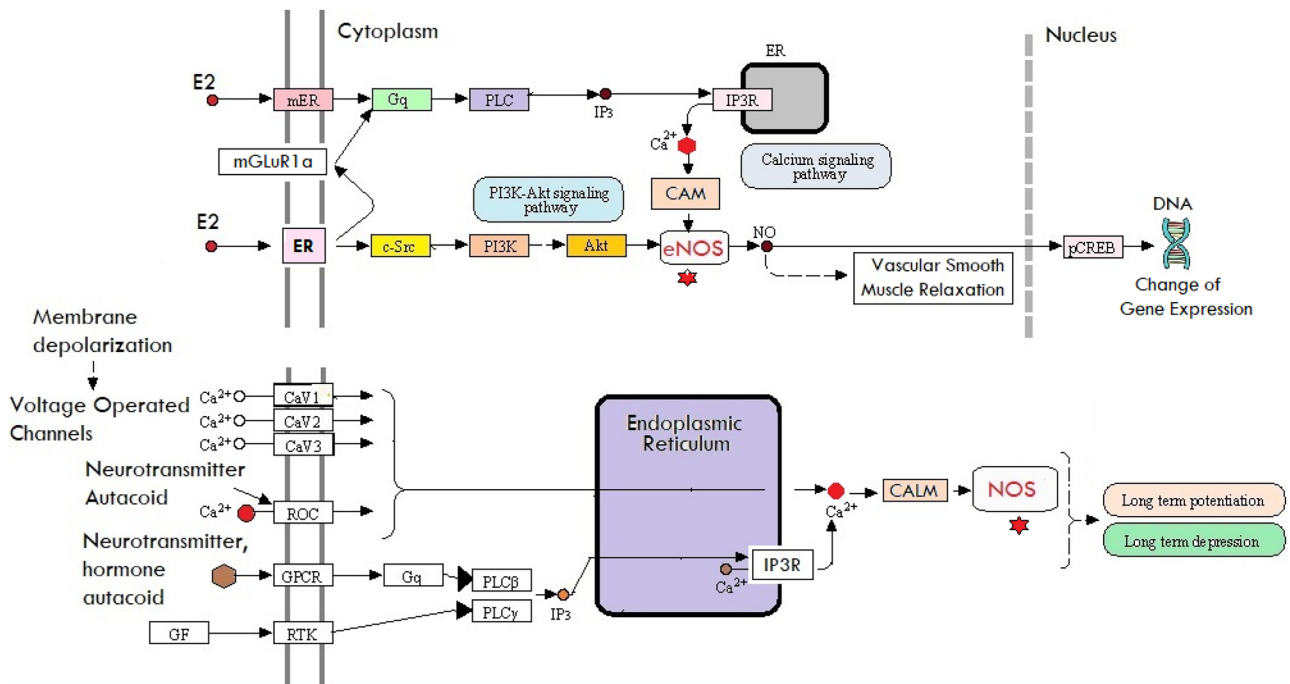 Cytoplasm
Nucleus
ER
E2
mER
Gq
PLC
IP3
IP3R
Ca2+
mGLuR1a
Calcium signaling
pathway
PI3K-Akt signaling
pathway
CAM
DNA
E2
ER
c-Src
PI3K
Akt
eNOS
NO
pCREB
Vascular Smooth
Muscle Relaxation
Change of
Gene Expression
Membrane
depolarization
Voltage Operated
Channels
Ca2+
CaV1
Ca2+
CaV2
Ca2+
CaV3
Endoplasmic
Reticulum
Neurotransmitter
Autacoid
Ca2+
ROC
Ca2+
CALM
NOS
Long term potentiation
Long term depression
Neurotransmitter,
hormone
autacoid
GPCR
Gq
PLCβ
PLCγ
IP3
Ca2+
IP3R
GF
RTK